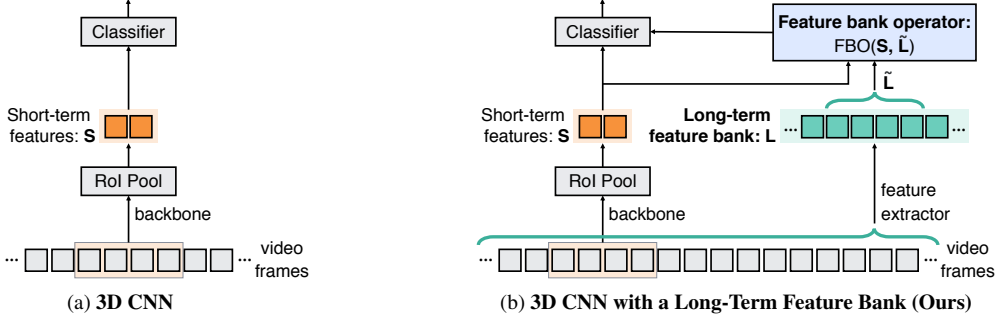 Classifier
Short-term
features: S
RoI Pool
backbone
... ... video
frames
(a) 3D CNN
Classifier
Feature bank operator:
FBO(S, L̃)
L̃
Short-term
features: S
Long-term
feature bank: L
... ...
RoI Pool
feature
extractor
backbone
... ... video
frames
(b) 3D CNN with a Long-Term Feature Bank (Ours)